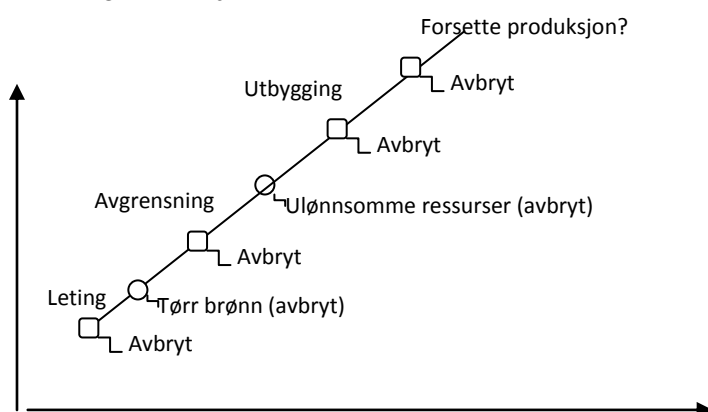 Forsette produksjon?
Avbryt
Utbygging
Avbryt
Ulønnsomme ressurser (avbryt)
Avgrensning
Avbryt
Leting
Tørr brønn (avbryt)
Avbryt